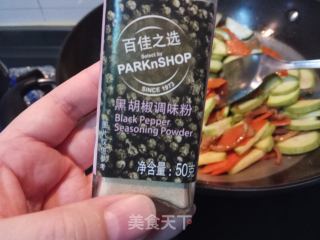 百佳之选
Select by
PARKnSHOP
SINCE 1973
黑胡椒调味粉
Black Pepper
Seasoning Powder
净含量: 50克
美食天下